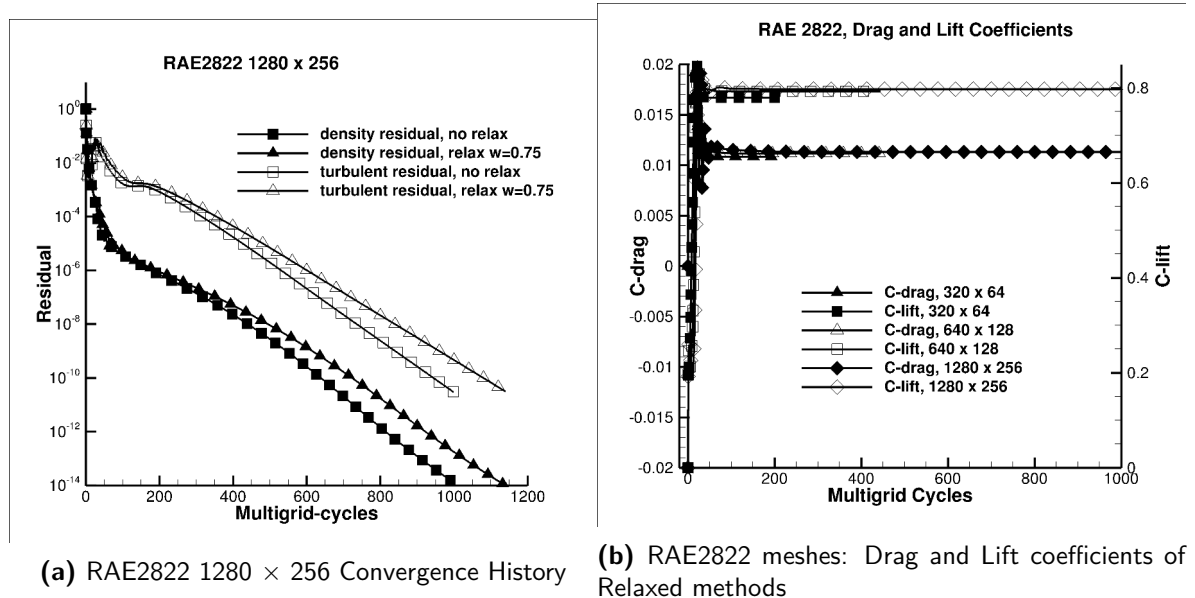 RAE2822 1280 x 256
10^0
10^-2
10^-4
10^-6
10^-8
10^-10
10^-12
10^-14
Residual
density residual, no relax
density residual, relax w=0.75
turbulent residual, no relax
turbulent residual, relax w=0.75
0 200 400 600 800 1000 1200
Multigrid-cycles
(a) RAE2822 1280 × 256 Convergence History
RAE 2822, Drag and Lift Coefficients
0.02
0.015
0.01
0.005
0
-0.005
-0.01
-0.015
-0.02
C-drag
C-drag, 320 x 64
C-lift, 320 x 64
C-drag, 640 x 128
C-lift, 640 x 128
C-drag, 1280 x 256
C-lift, 1280 x 256
0.8
0.6
0.4
0.2
0
C-lift
0 200 400 600 800 1000
Multigrid Cycles
(b) RAE2822 meshes: Drag and Lift coefficients of
Relaxed methods